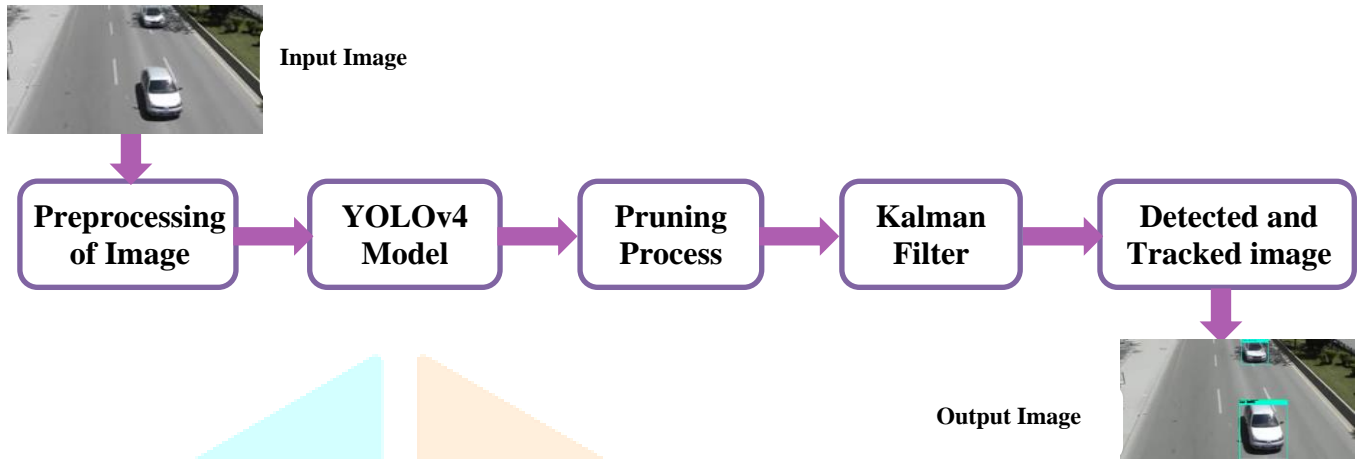 Input Image
Preprocessing
of Image
YOLOv4
Model
Pruning
Process
Kalman
Filter
Detected and
Tracked image
Output Image